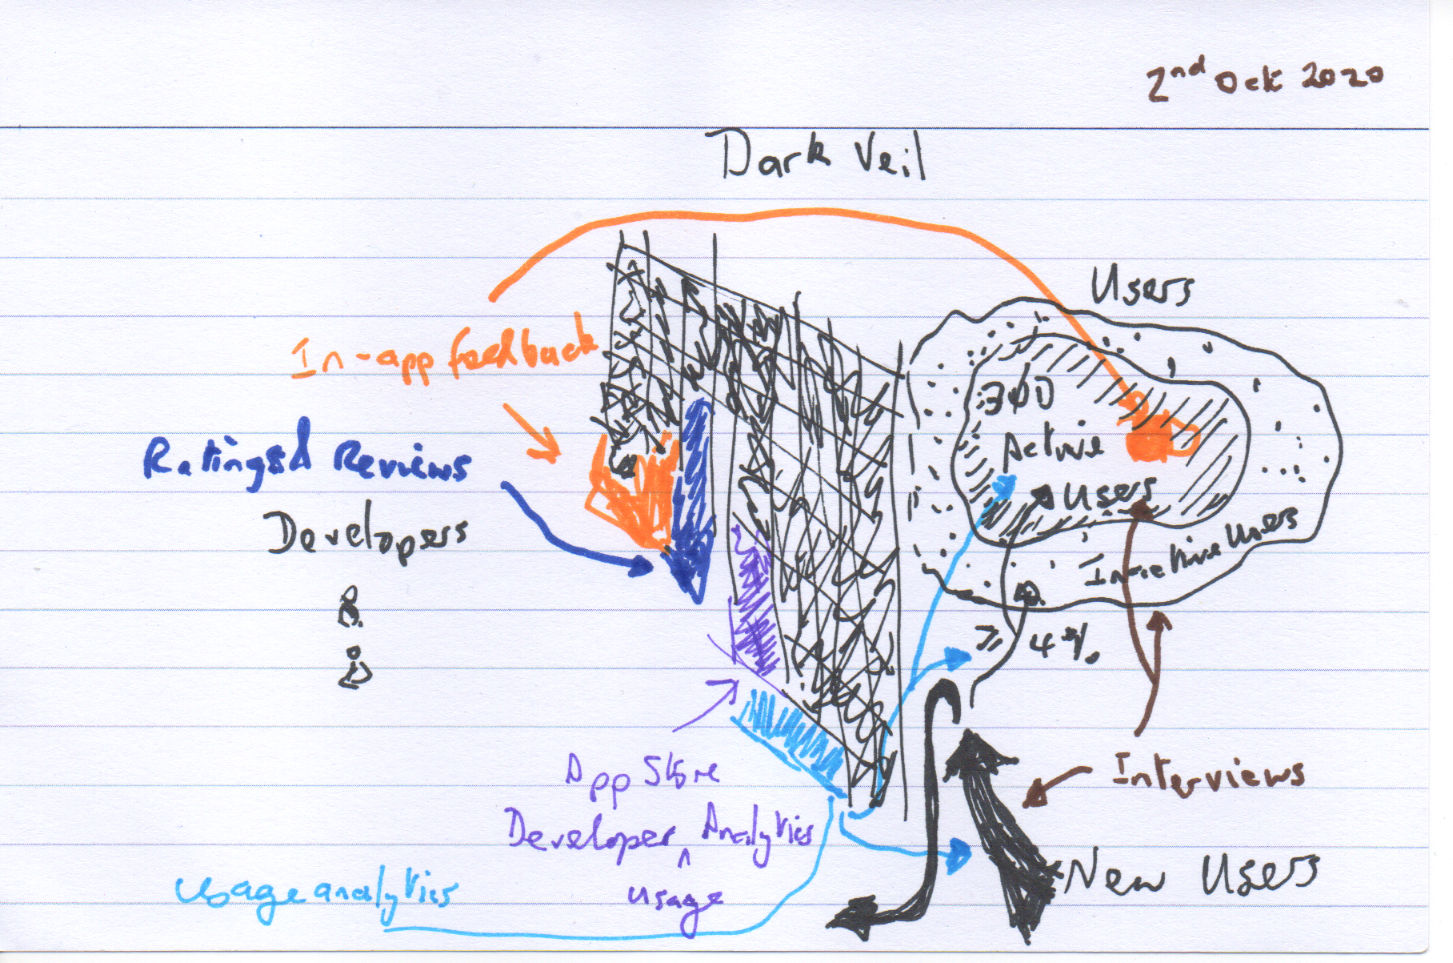 2nd Oct 2020
Dark Veil
Users
In-app feedback
300
Active
Users
Ratings & Reviews
Developers
Inactive Users
≥ 4%
App Store
Developer ^ Analytics
usage
Interviews
New Users
usage analytics